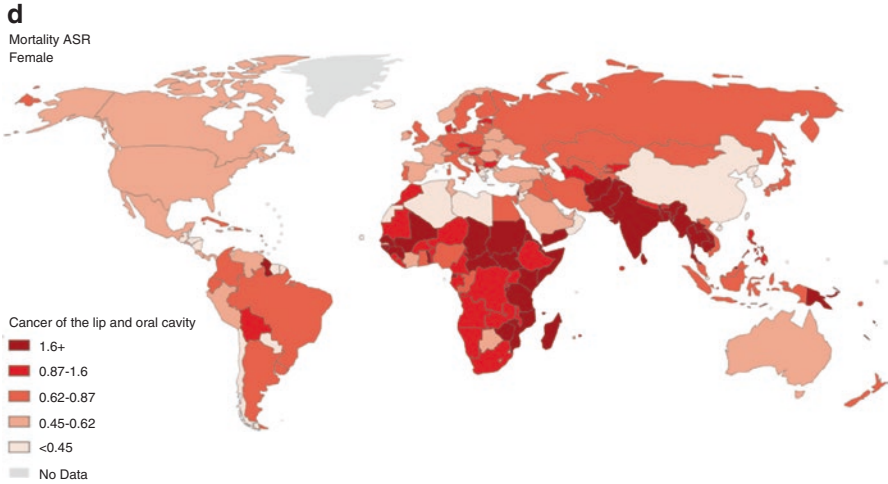 d
Mortality ASR
Female
Cancer of the lip and oral cavity
1.6+
0.87-1.6
0.62-0.87
0.45-0.62
<0.45
No Data